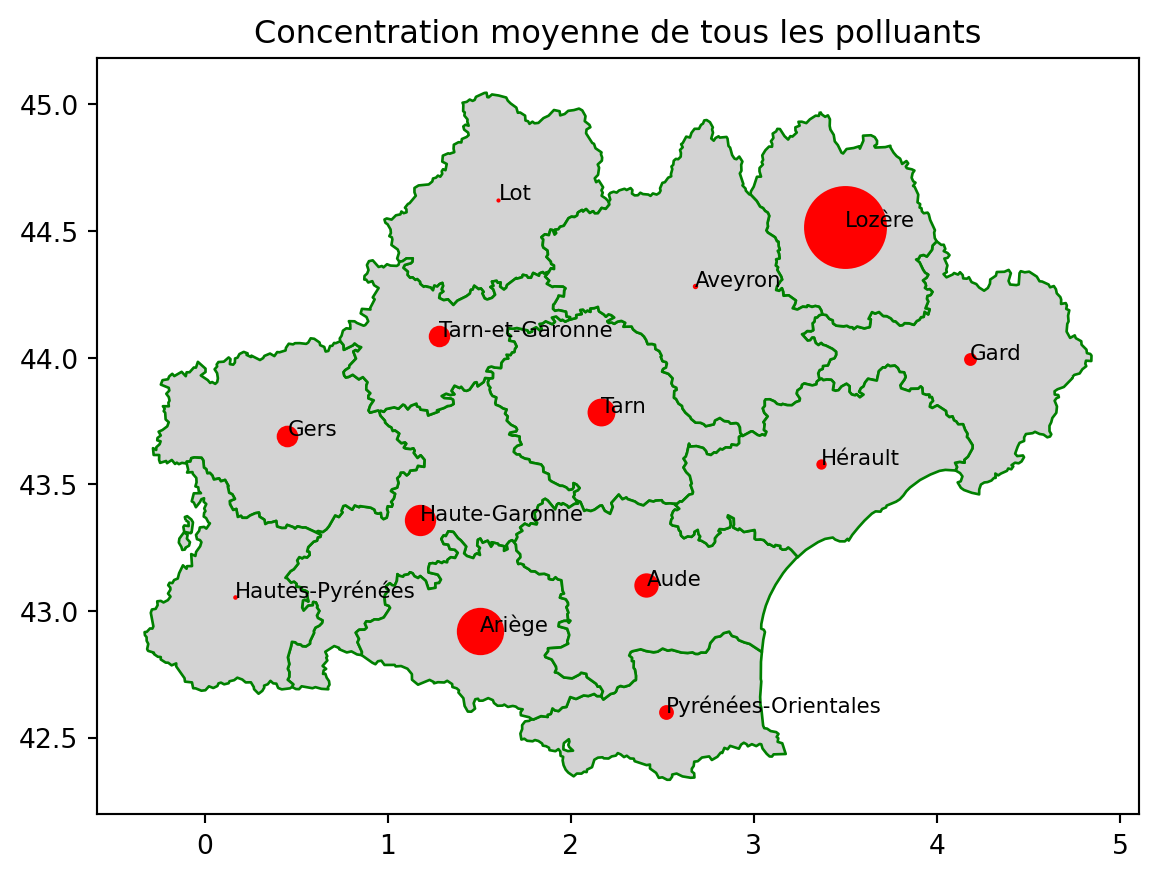 Concentration moyenne de tous les polluants
45.0
44.5
44.0
43.5
43.0
42.5
Lot
Lozère
Aveyron
Tarn-et-Garonne
Gard
Tarn
Gers
Hérault
Haute-Garonne
Hautes-Pyrénées
Aude
Ariège
Pyrénées-Orientales
0 1 2 3 4 5